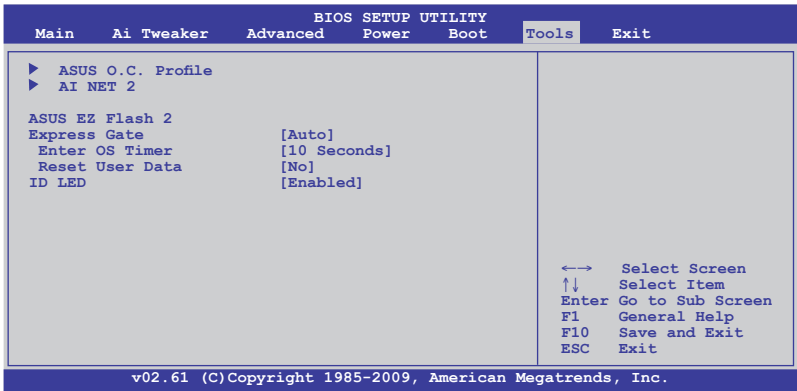 BIOS SETUP UTILITY
Main Ai Tweaker Advanced Power Boot Tools Exit
ASUS O.C. Profile
AI NET 2
ASUS EZ Flash 2
Express Gate [Auto]
Enter OS Timer [10 Seconds]
Reset User Data [No]
ID LED [Enabled]
←→ Select Screen
↑↓ Select Item
Enter Go to Sub Screen
F1 General Help
F10 Save and Exit
ESC Exit
v02.61 (C)Copyright 1985-2009, American Megatrends, Inc.